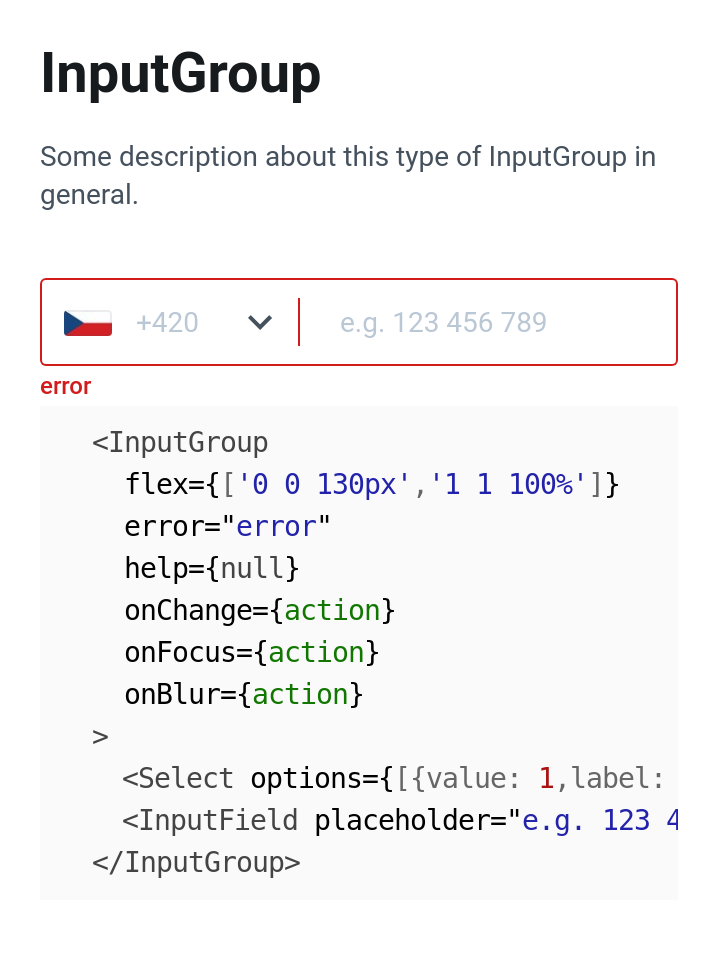 InputGroup
Some description about this type of InputGroup in
general.
+420 e.g. 123 456 789
error
<InputGroup
flex={['0 0 130px','1 1 100%']}
error="error"
help={null}
onChange={action}
onFocus={action}
onBlur={action}
>
<Select options={[{value: 1,label:
<InputField placeholder="e.g. 123 4
</InputGroup>